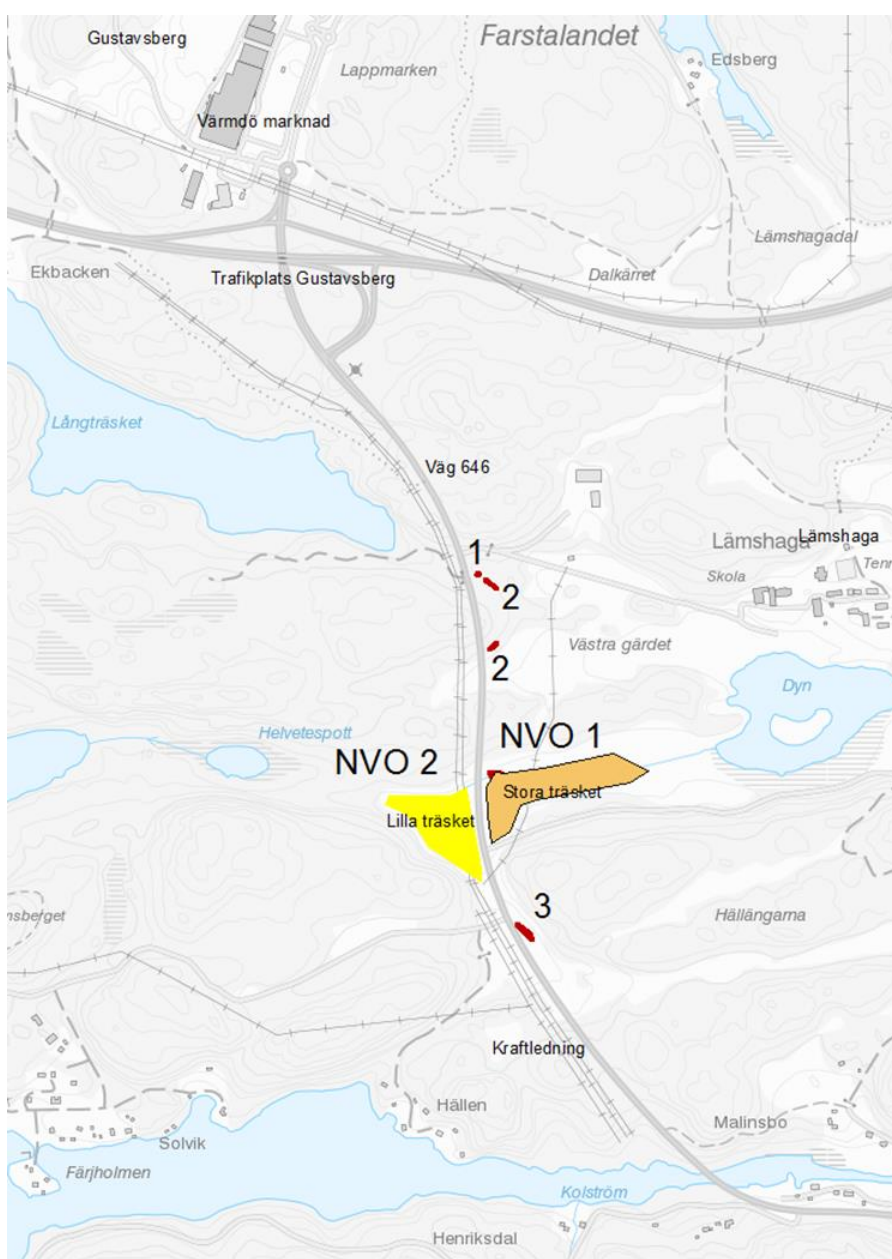 Gustavsberg
Farstalandet
Edsberg
Lappmarken
Värmdö marknad
Lämshagadal
Ekbacken
Trafikplats Gustavsberg
Dalkärret
Långträsket
Väg 646
Lämshaga
Lämshaga
1
Skola
Tenn
2
Västra gärdet
2
Dyn
Helvetespott
NVO 1
NVO 2
Stora träsket
Lilla träsket
3
nsberget
Hällängarna
Kraftledning
Hällen
Malinsbo
Solvik
Färjholmen
Kolström
Henriksdal